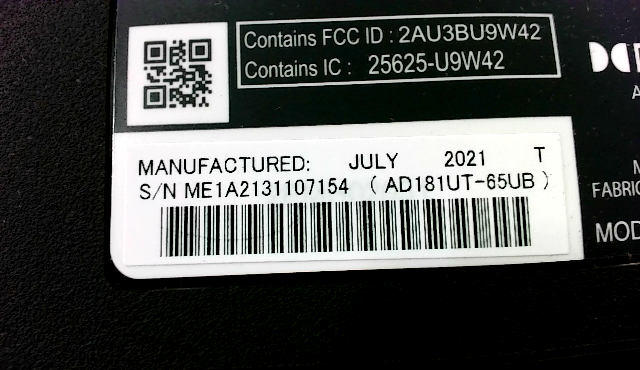 Contains FCC ID : 2AU3BU9W42
Contains IC : 25625-U9W42
MANUFACTURED: JULY 2021 T
S/N ME1A2131107154 ( AD181UT-65UB )